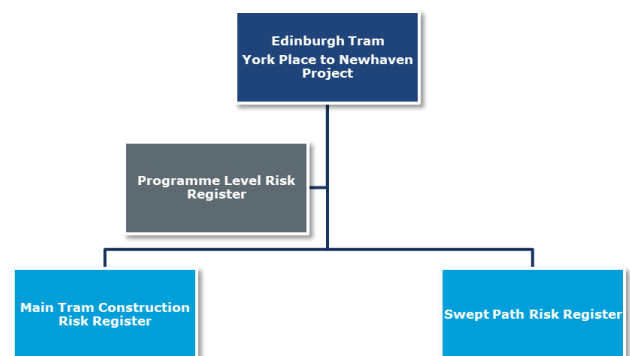 Edinburgh Tram
York Place to Newhaven
Project
Programme Level Risk
Register
Main Tram Construction
Risk Register
Swept Path Risk Register